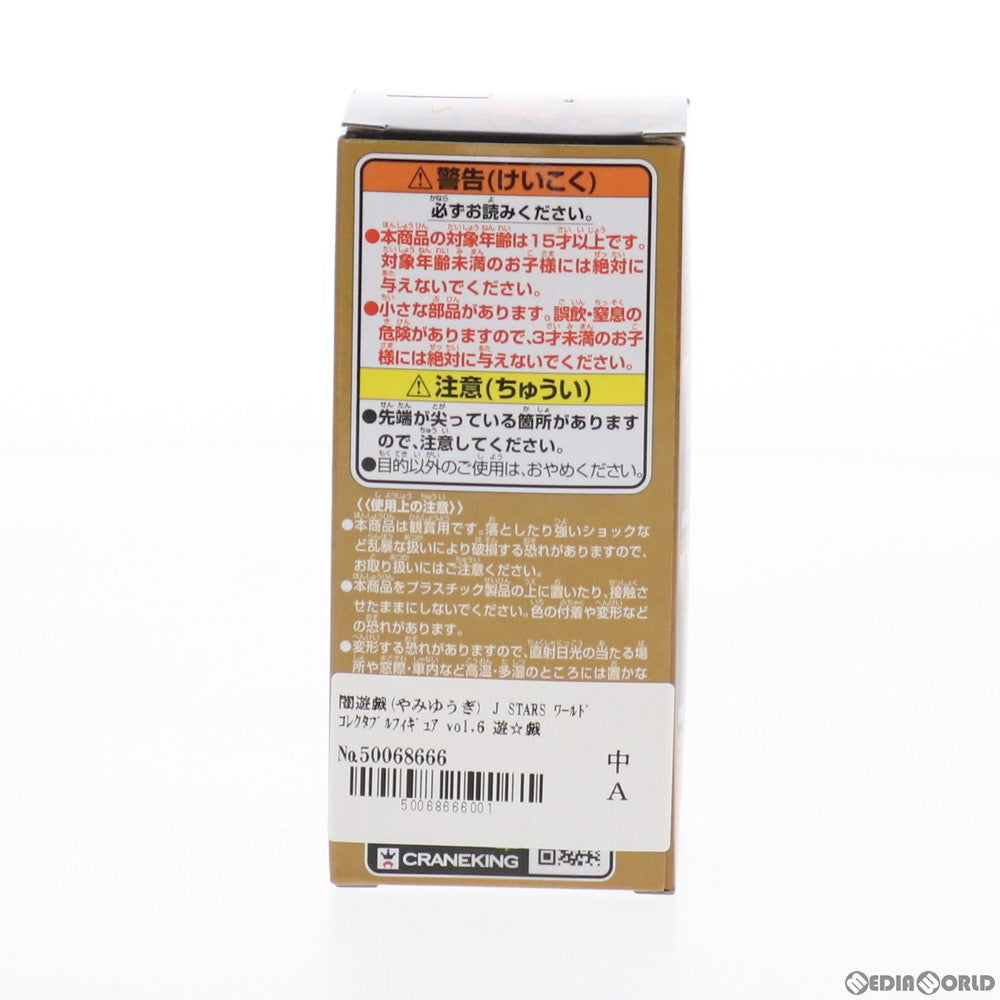 ⚠警告(けいこく)
必ずお読みください。
●本商品の対象年齢は15才以上です。
対象年齢未満のお子様には絶対に
与えないでください。
●小さな部品があります。誤飲・窒息の
危険がありますので、3才未満のお子
様には絶対に与えないでください。
⚠注意(ちゅうい)
●先端が尖っている箇所があります
ので、注意してください。
●目的以外のご使用は、おやめください。
《使用上の注意》
●本商品は観賞用です。落としたり強いショックな
ど乱暴な扱いにより破損する恐れがありますので、
お取り扱いにはご注意ください。
●本商品をプラスチック製品の上に置いたり、接触さ
せたままにしないでください。色の付着や変形など
の恐れがあります。
●変形する恐れがありますので、直射日光の当たる場
所や窓際・車内など高温・多湿のところには置かな
闇遊戯(やみゆうぎ) J STARS ワールド
コレクタブルフィギュア vol.6 遊☆戯
No.50068666
中
A
50068666001
CRANEKING
MEDIAWORLD